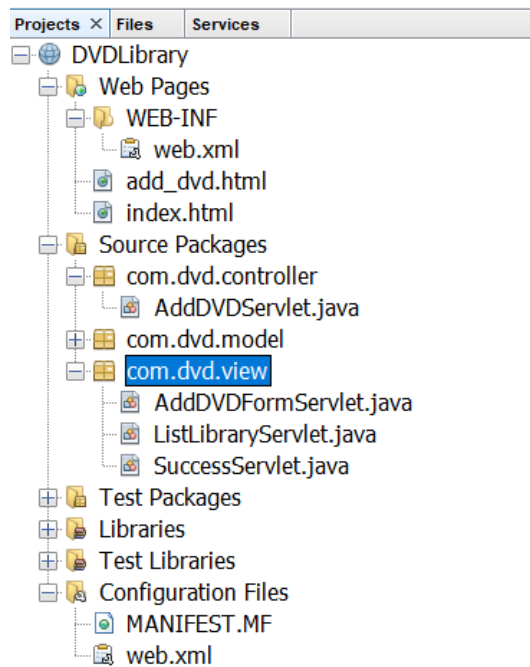 Projects × Files Services
DVDLibrary
Web Pages
WEB-INF
web.xml
add_dvd.html
index.html
Source Packages
com.dvd.controller
AddDVDServlet.java
com.dvd.model
com.dvd.view
AddDVDFormServlet.java
ListLibraryServlet.java
SuccessServlet.java
Test Packages
Libraries
Test Libraries
Configuration Files
MANIFEST.MF
web.xml